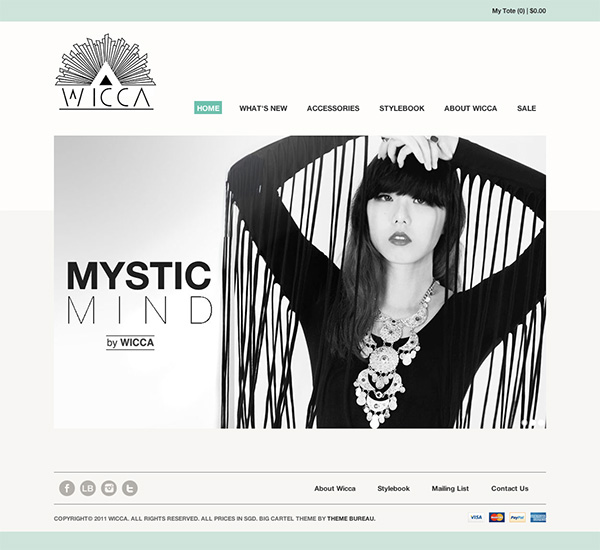 My Tote (0) | $0.00
WICCA
HOME WHAT'S NEW ACCESSORIES STYLEBOOK ABOUT WICCA SALE
MYSTIC
MIND
by WICCA
f LB t About Wicca Stylebook Mailing List Contact Us
COPYRIGHT© 2011 WICCA. ALL RIGHTS RESERVED. ALL PRICES IN SGD. BIG CARTEL THEME BY THEME BUREAU. VISA MasterCard PayPal